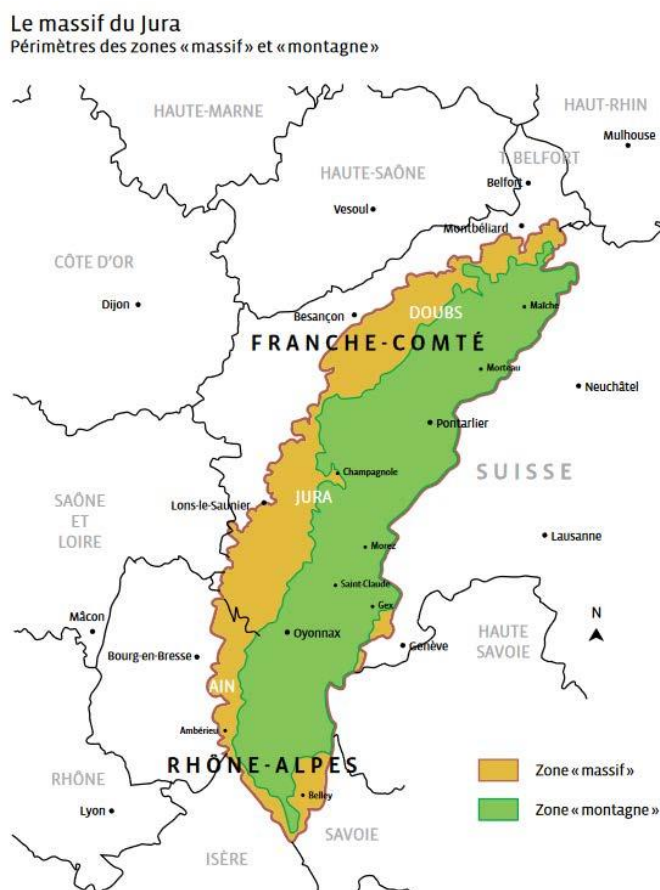 Le massif du Jura
Périmètres des zones « massif » et « montagne »
HAUTE-MARNE
HAUT-RHIN
Mulhouse
T. BELFORT
HAUTE-SAÔNE
Belfort
Vesoul
Montbéliard
CÔTE D'OR
Dijon
Maîche
Besançon
DOUBS
FRANCHE-COMTÉ
Morteau
Neuchâtel
Pontarlier
SUISSE
Champagnole
JURA
Lons-le-Saunier
SAÔNE
ET
LOIRE
Lausanne
Morez
Saint-Claude
Gex
Mâcon
Oyonnax
N
HAUTE
SAVOIE
Genève
Bourg-en-Bresse
AIN
Ambérieu
RHÔNE-ALPES
Zone « massif »
RHÔNE
Belley
Lyon
Zone « montagne »
SAVOIE
ISÈRE